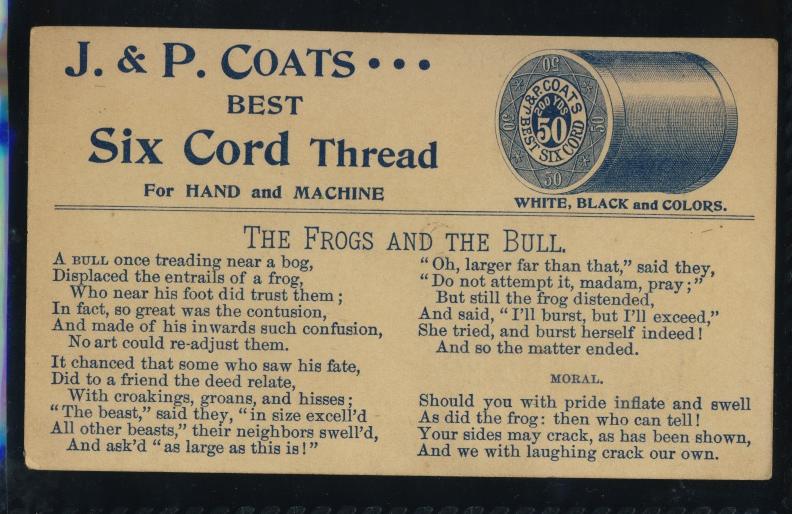 J. & P. COATS • • •
BEST
Six Cord Thread
For HAND and MACHINE
50
J. & P. COATS
200 YDS
50
BEST SIX CORD
50
50
50
WHITE, BLACK and COLORS.
THE FROGS AND THE BULL.
A BULL once treading near a bog,
Displaced the entrails of a frog,
Who near his foot did trust them ;
In fact, so great was the contusion,
And made of his inwards such confusion,
No art could re-adjust them.
It chanced that some who saw his fate,
Did to a friend the deed relate,
With croakings, groans, and hisses ;
“The beast,” said they, “in size excell’d
All other beasts,” their neighbors swell’d,
And ask’d “as large as this is !”
“Oh, larger far than that,” said they,
“Do not attempt it, madam, pray ;”
But still the frog distended,
And said, “I’ll burst, but I’ll exceed,”
She tried, and burst herself indeed !
And so the matter ended.
MORAL.
Should you with pride inflate and swell
As did the frog : then who can tell !
Your sides may crack, as has been shown,
And we with laughing crack our own.